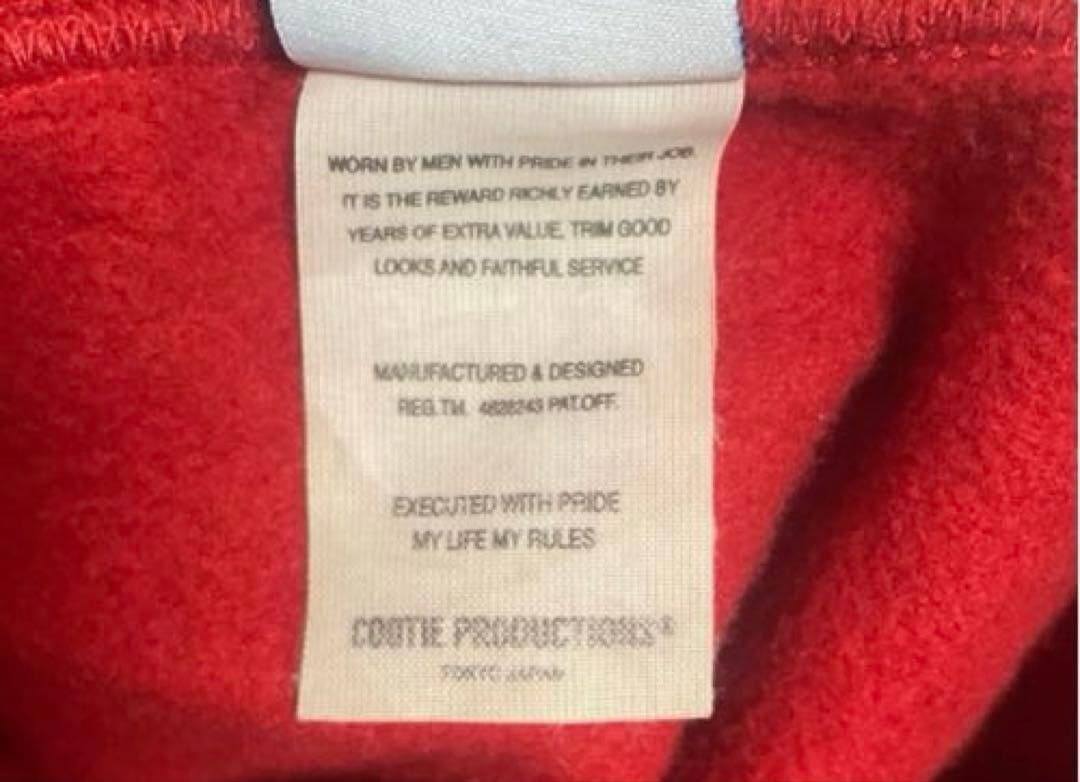 WORN BY MEN WITH PRIDE IN THEIR JOB
IT IS THE REWARD RICHLY EARNED BY
YEARS OF EXTRA VALUE, TRIM GOOD
LOOKS AND FAITHFUL SERVICE
MANUFACTURED & DESIGNED
REG.TM. 4628243 PAT.OFF.
EXECUTED WITH PRIDE
MY LIFE MY RULES
COOTIE PRODUCTIONS®
TOKYO JAPAN